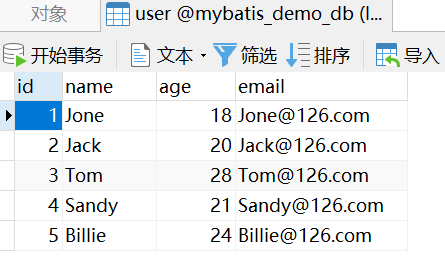 对象 user @mybatis_demo_db (l...
开始事务 文本 筛选 排序 导入
id name age email
1 Jone 18 Jone@126.com
2 Jack 20 Jack@126.com
3 Tom 28 Tom@126.com
4 Sandy 21 Sandy@126.com
5 Billie 24 Billie@126.com